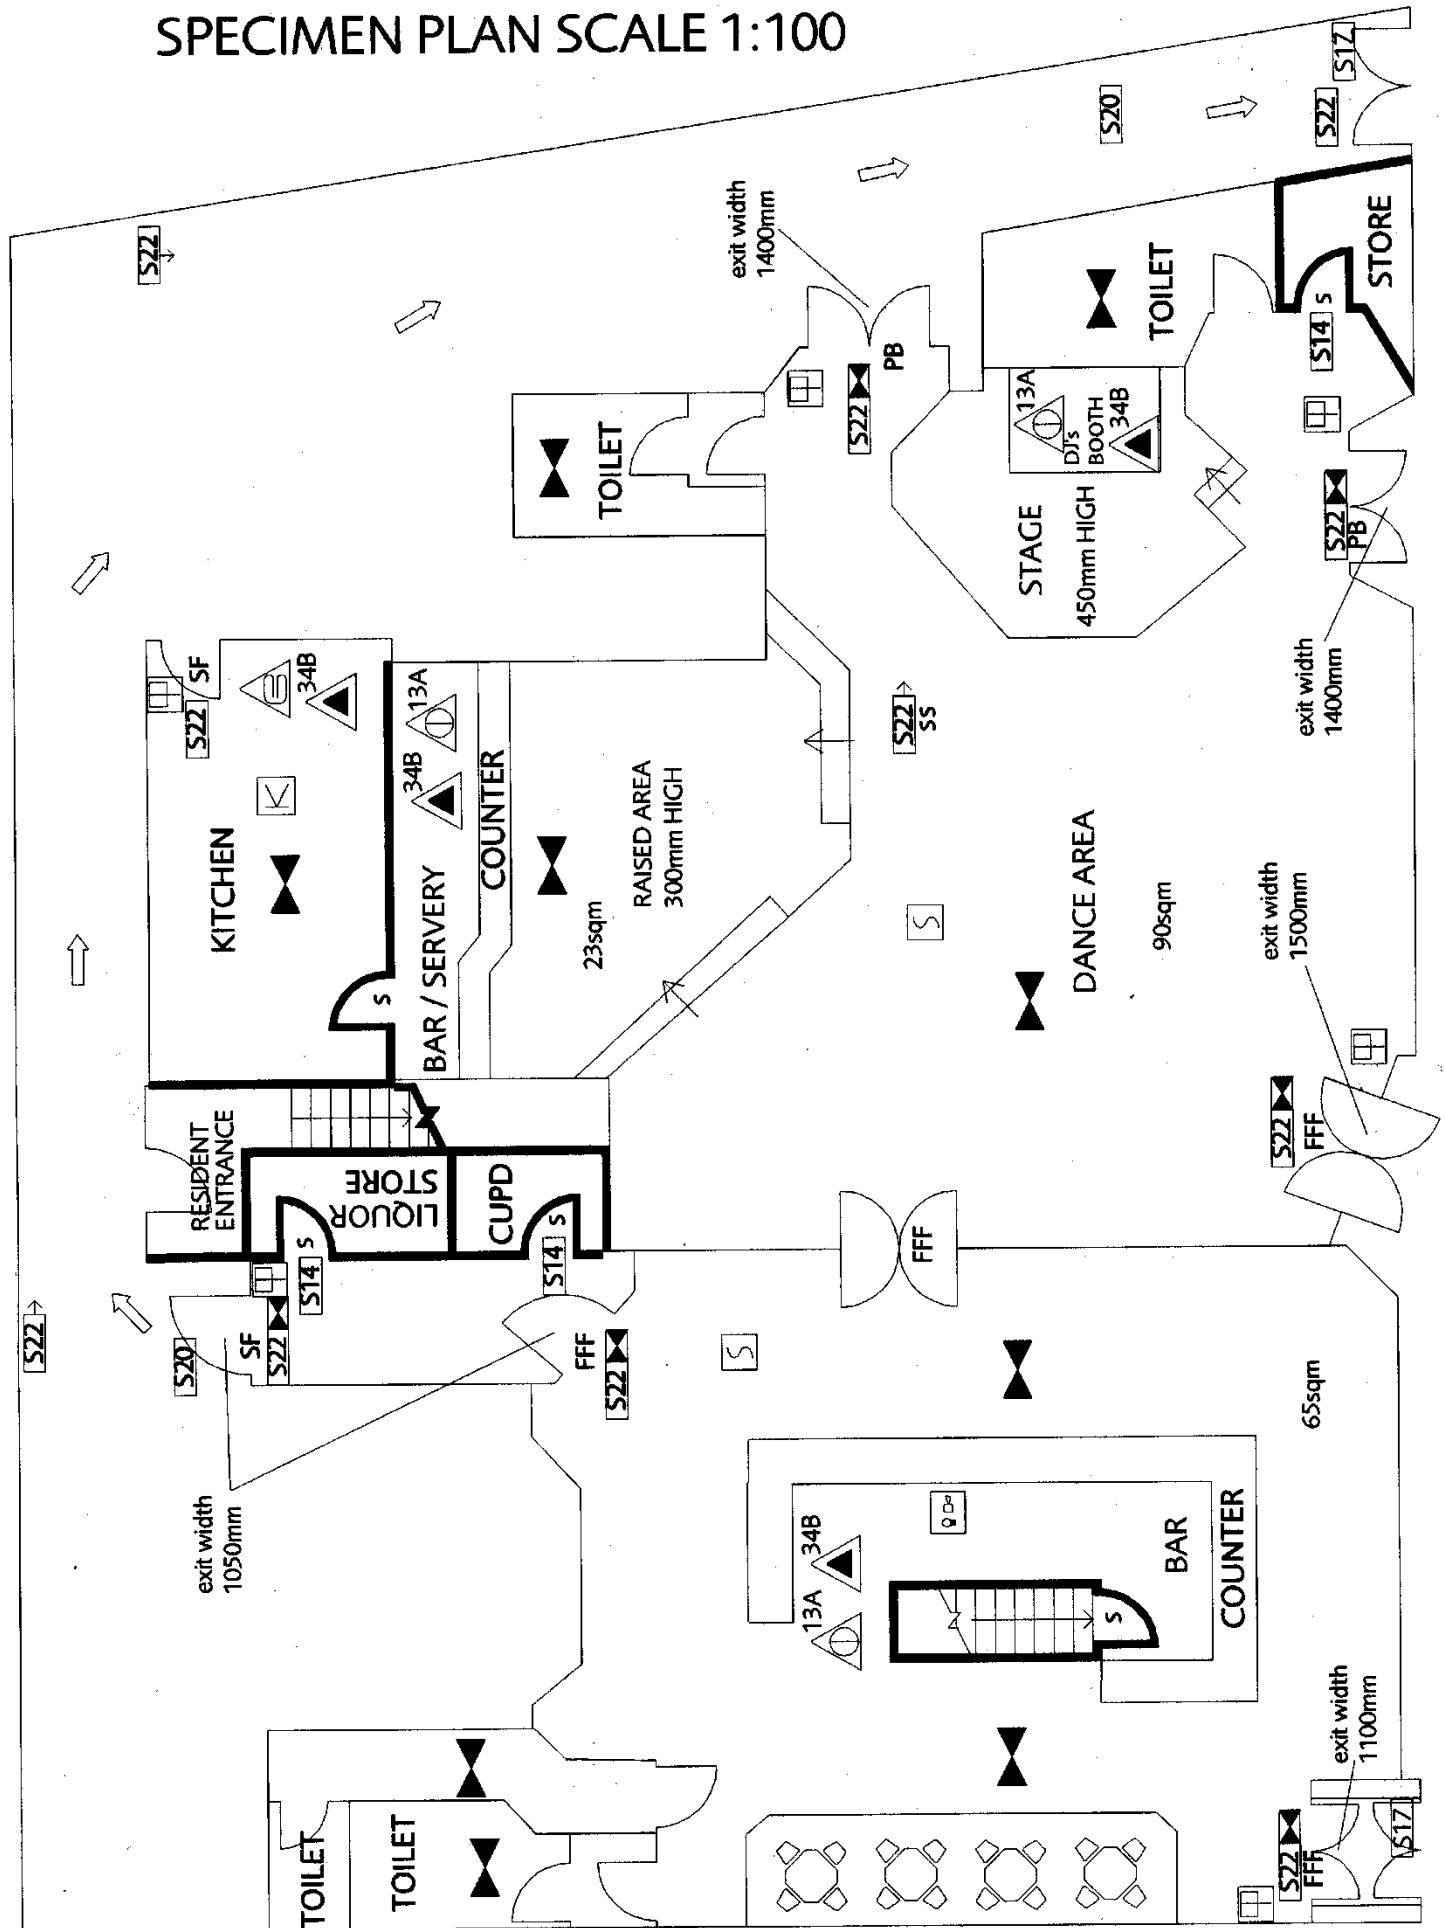 SPECIMEN PLAN SCALE 1:100
S17
S22
S20
STORE
S
S14
TOILET
exit width
1400mm
S22
S22
PB
13A
DJ's
BOOTH
34B
STAGE
450mm HIGH
S22
PB
exit width
1400mm
TOILET
SF
S22
34B
K
KITCHEN
S
13A
34B
COUNTER
BAR / SERVERY
RAISED AREA
300mm HIGH
23sqm
S22
SS
S
DANCE AREA
90sqm
exit width
1500mm
S22
FFF
RESIDENT
ENTRANCE
LIQUOR
STORE
S
S14
CUPD
S
S14
FFF
S22
S20
SF
S22
FFF
S22
S
65sqm
exit width
1050mm
34B
13A
S
BAR
COUNTER
exit width
1100mm
S22
FFF
S17
TOILET
TOILET